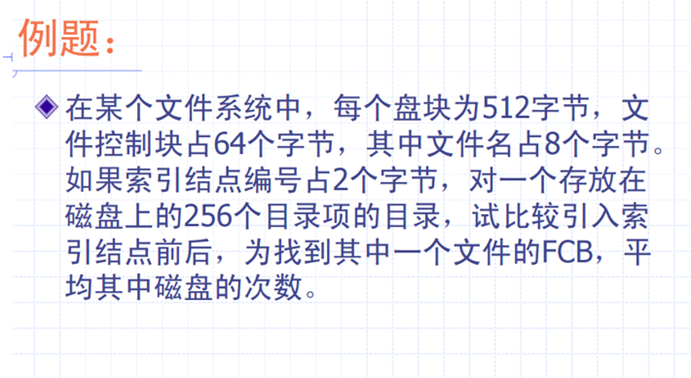 例题：
在某个文件系统中，每个盘块为512字节，文
件控制块占64个字节，其中文件名占8个字节。
如果索引结点编号占2个字节，对一个存放在
磁盘上的256个目录项的目录，试比较引入索
引结点前后，为找到其中一个文件的FCB，平
均其中磁盘的次数。